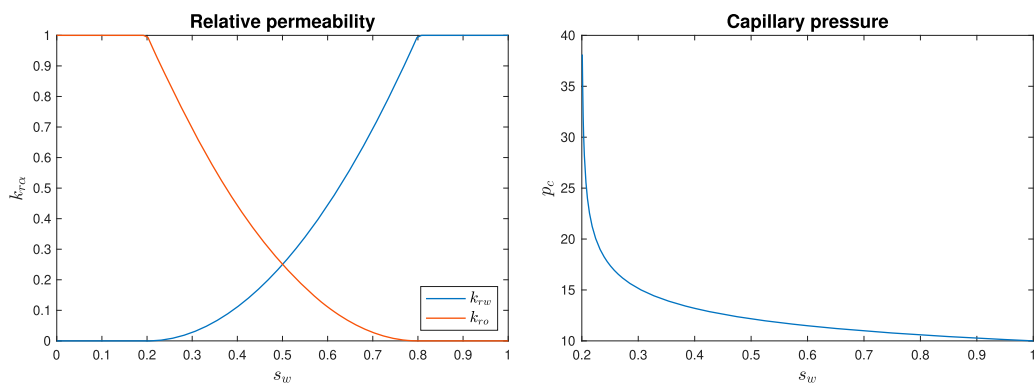 Relative permeability
1
0.9
0.8
0.7
0.6
0.5
0.4
0.3
0.2
0.1
0
k_{rα}
0 0.1 0.2 0.3 0.4 0.5 0.6 0.7 0.8 0.9 1
s_w
k_{rw}
k_{ro}
Capillary pressure
40
35
30
25
20
15
10
p_c
0.2 0.3 0.4 0.5 0.6 0.7 0.8 0.9 1
s_w